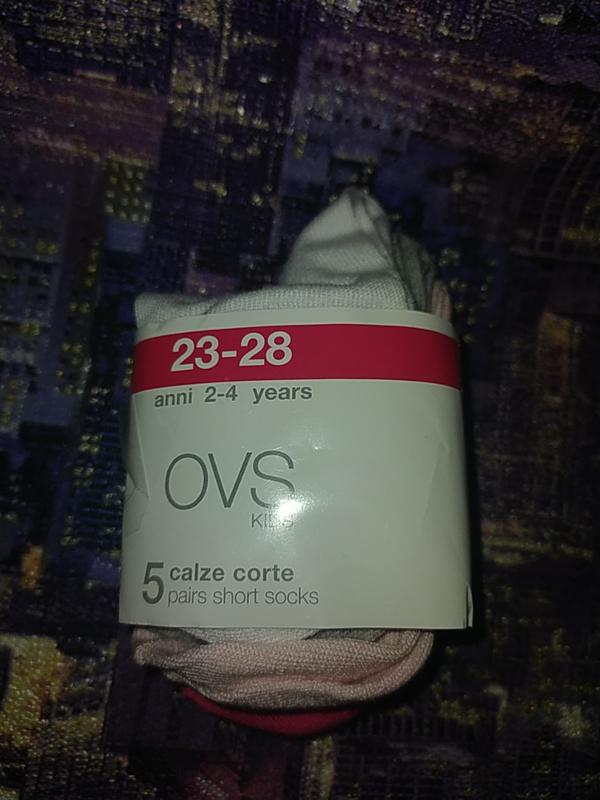 23-28
anni 2-4 years
OVS
KIDS
5 calze corte
pairs short socks